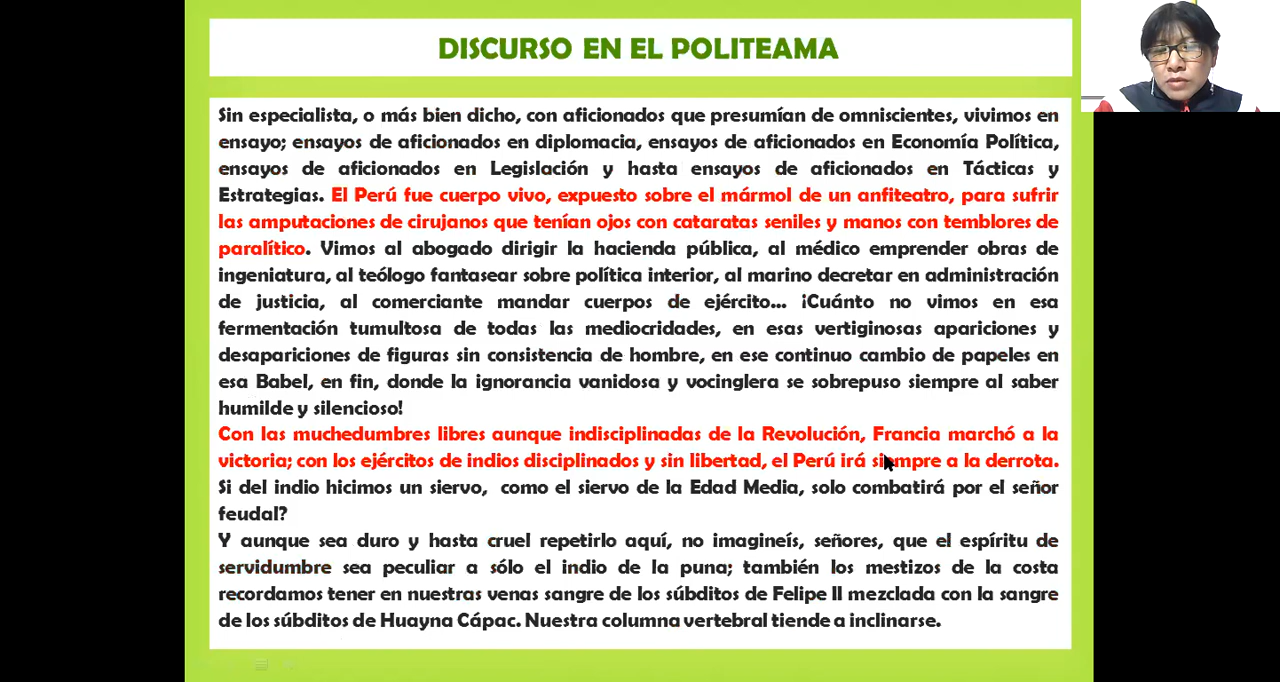 DISCURSO EN EL POLITEAMA
Sin especialista, o más bien dicho, con aficionados que presumían de omniscientes, vivimos en
ensayo; ensayos de aficionados en diplomacia, ensayos de aficionados en Economía Política,
ensayos de aficionados en Legislación y hasta ensayos de aficionados en Tácticas y
Estrategias. El Perú fue cuerpo vivo, expuesto sobre el mármol de un anfiteatro, para sufrir
las amputaciones de cirujanos que tenían ojos con cataratas seniles y manos con temblores de
paralítico. Vimos al abogado dirigir la hacienda pública, al médico emprender obras de
ingeniatura, al teólogo fantasear sobre política interior, al marino decretar en administración
de justicia, al comerciante mandar cuerpos de ejército... ¡Cuánto no vimos en esa
fermentación tumultosa de todas las mediocridades, en esas vertiginosas apariciones y
desapariciones de figuras sin consistencia de hombre, en ese continuo cambio de papeles en
esa Babel, en fin, donde la ignorancia vanidosa y vocinglera se sobrepuso siempre al saber
humilde y silencioso!
Con las muchedumbres libres aunque indisciplinadas de la Revolución, Francia marchó a la
victoria; con los ejércitos de indios disciplinados y sin libertad, el Perú irá siempre a la derrota.
Si del indio hicimos un siervo, como el siervo de la Edad Media, solo combatirá por el señor
feudal?
Y aunque sea duro y hasta cruel repetirlo aquí, no imagineís, señores, que el espíritu de
servidumbre sea peculiar a sólo el indio de la puna; también los mestizos de la costa
recordamos tener en nuestras venas sangre de los súbditos de Felipe II mezclada con la sangre
de los súbditos de Huayna Cápac. Nuestra columna vertebral tiende a inclinarse.